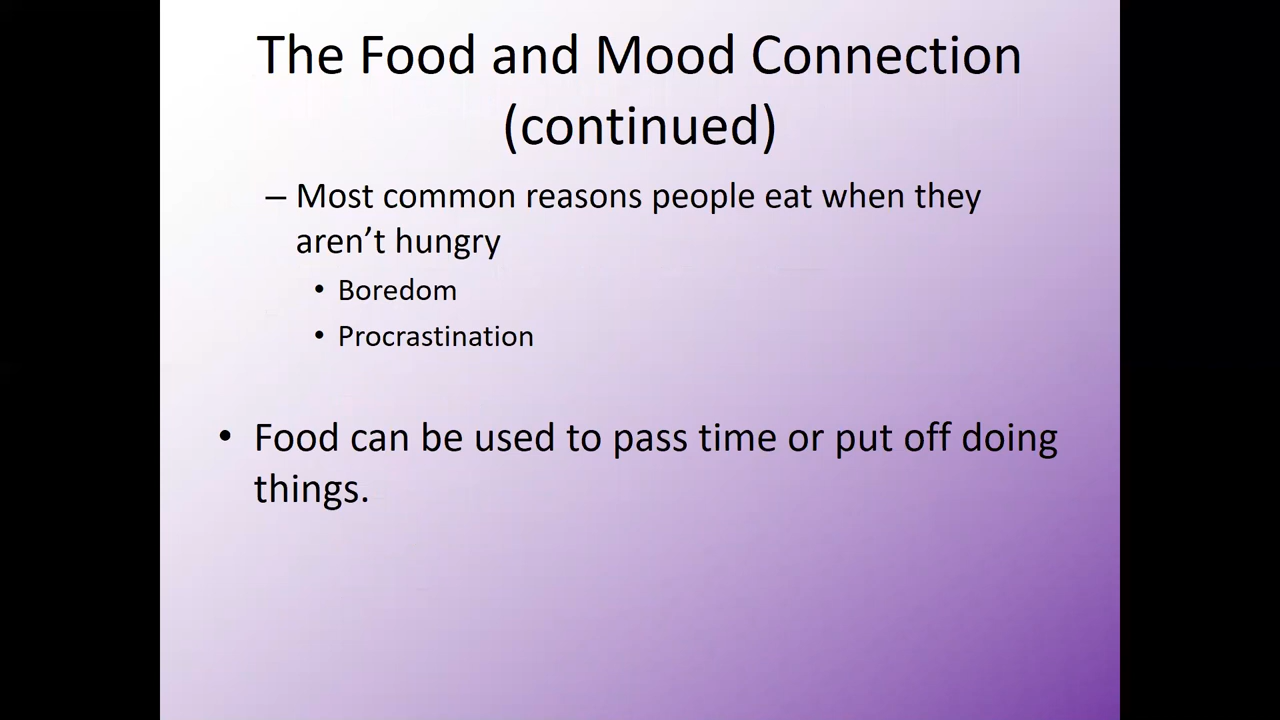 The Food and Mood Connection
(continued)
– Most common reasons people eat when they
aren’t hungry
• Boredom
• Procrastination
• Food can be used to pass time or put off doing
things.